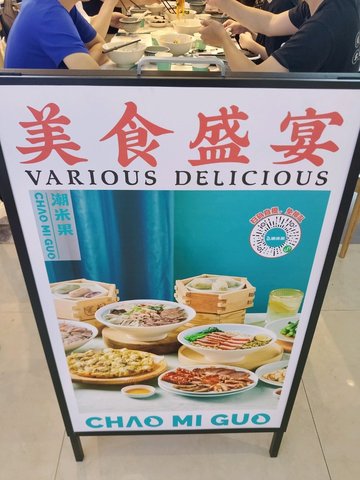 美食盛宴
VARIOUS DELICIOUS
潮米果
CHAO MI GUO
CHAO MI GUO